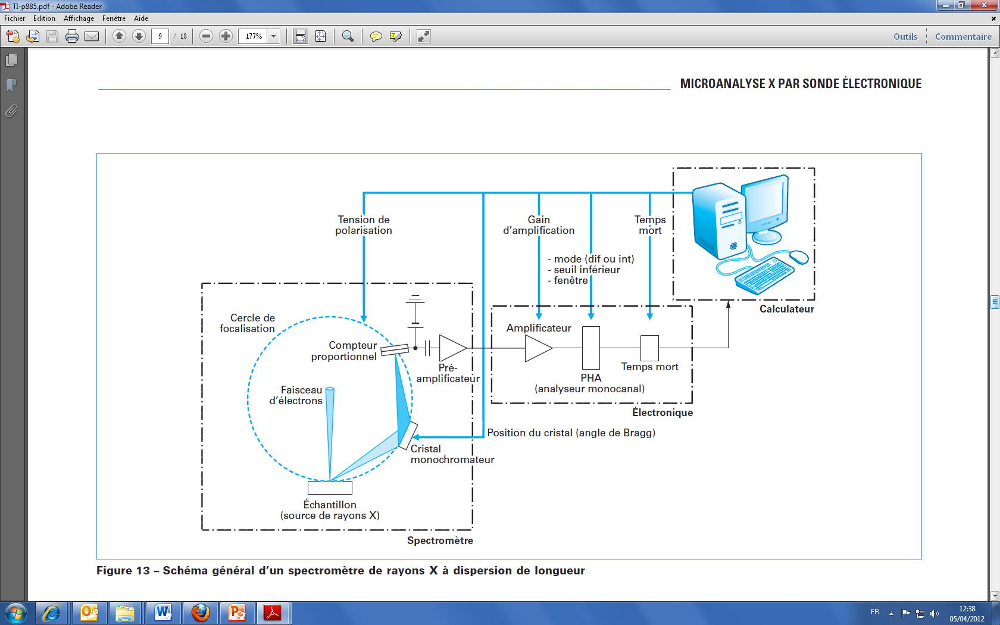 TI-p885.pdf - Adobe Reader
Fichier Edition Affichage Fenêtre Aide
9 / 18 177% Outils Commentaire
MICROANALYSE X PAR SONDE ÉLECTRONIQUE
Tension de
polarisation
Gain
d'amplification
Temps
mort
- mode (dif ou int)
- seuil inférieur
- fenêtre
Calculateur
Cercle de
focalisation
Compteur
proportionnel
Pré-
amplificateur
Amplificateur
PHA
(analyseur monocanal)
Temps mort
Électronique
Faisceau
d'électrons
Position du cristal (angle de Bragg)
Cristal
monochromateur
Échantillon
(source de rayons X)
Spectromètre
Figure 13 – Schéma général d'un spectromètre de rayons X à dispersion de longueur
FR
12:38
05/04/2012